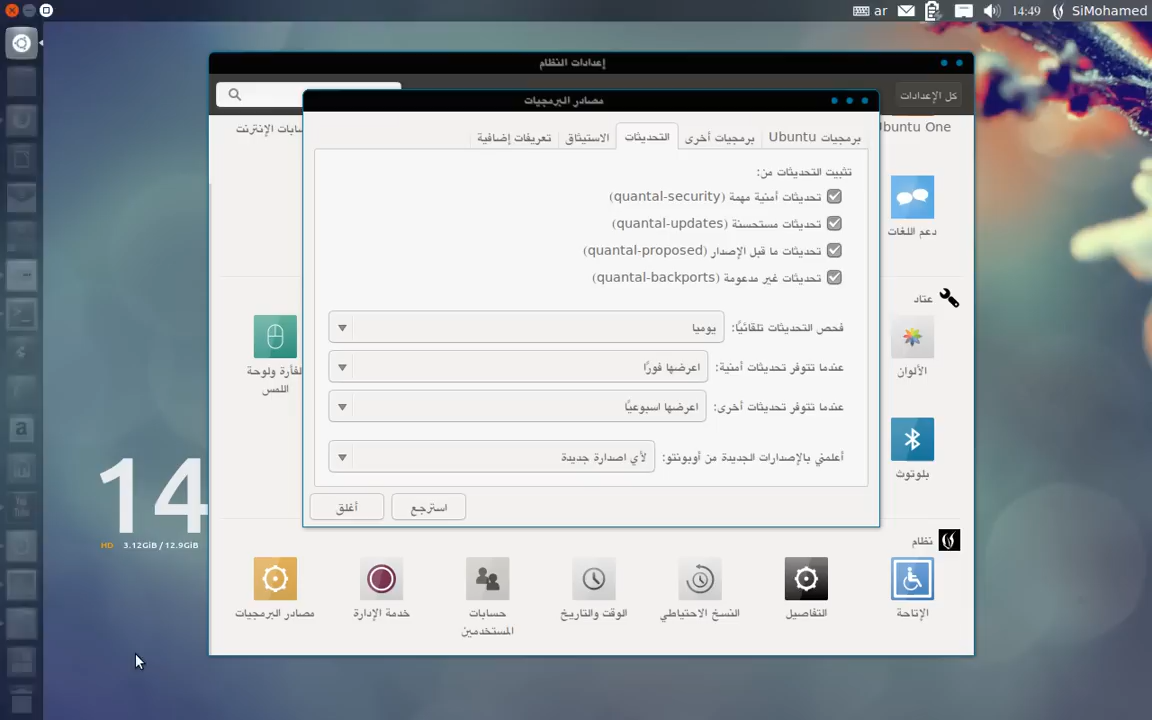 ar
14:49
SiMohamed
إعدادات النظام
كل الإعدادات
مصادر البرمجيات
برمجيات Ubuntu
برمجيات أخرى
التحديثات
الاستيثاق
تعريفات إضافية
تثبيت التحديثات من:
تحديثات أمنية مهمة (quantal-security)
تحديثات مستحسنة (quantal-updates)
تحديثات ما قبل الإصدار (quantal-proposed)
تحديثات غير مدعومة (quantal-backports)
فحص التحديثات تلقائيًا: يوميا
عندما تتوفر تحديثات أمنية: اعرضها فورًا
عندما تتوفر تحديثات أخرى: اعرضها اسبوعيًا
أعلمني بالإصدارات الجديدة من أوبونتو: لأي اصدارة جديدة
استرجع
أغلق
دعم اللغات
عتاد
الألوان
الفأرة ولوحة
اللمس
بلوتوث
نظام
الإتاحة
التفاصيل
النسخ الاحتياطي
الوقت والتاريخ
حسابات
المستخدمين
خدمة الإدارة
مصادر البرمجيات
14
HD 3.12GiB / 12.9GiB